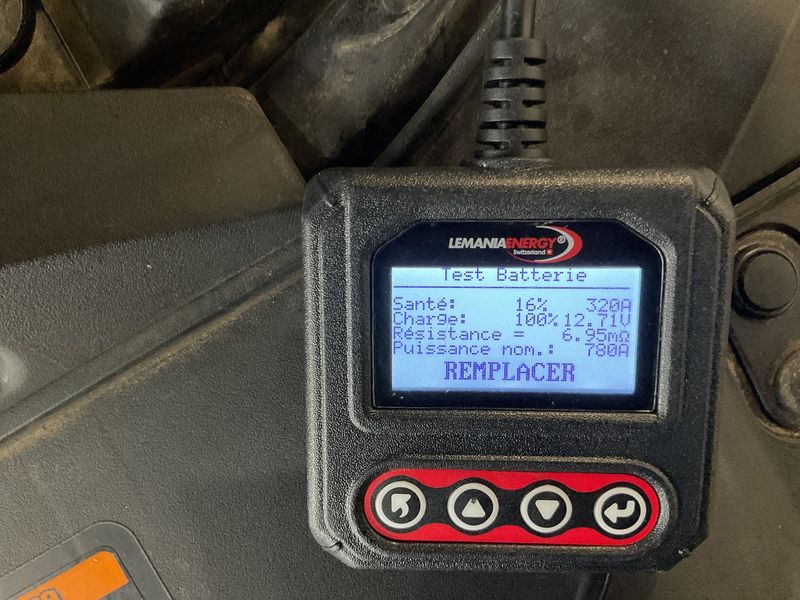 LEMANIAENERGY®
Switzerland
Test Batterie
Santé: 16% 320A
Charge: 100% 12.71V
Résistance = 6.95mΩ
Puissance nom.: 780A
REMPLACER